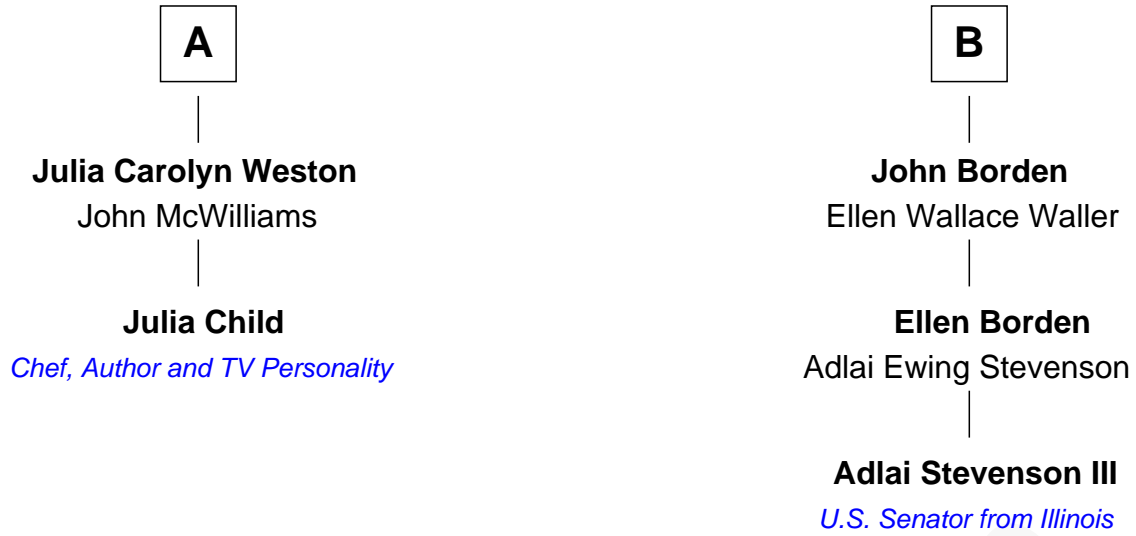 A
Julia Carolyn Weston
John McWilliams
Julia Child
Chef, Author and TV Personality
B
John Borden
Ellen Wallace Waller
Ellen Borden
Adlai Ewing Stevenson
Adlai Stevenson III
U.S. Senator from Illinois